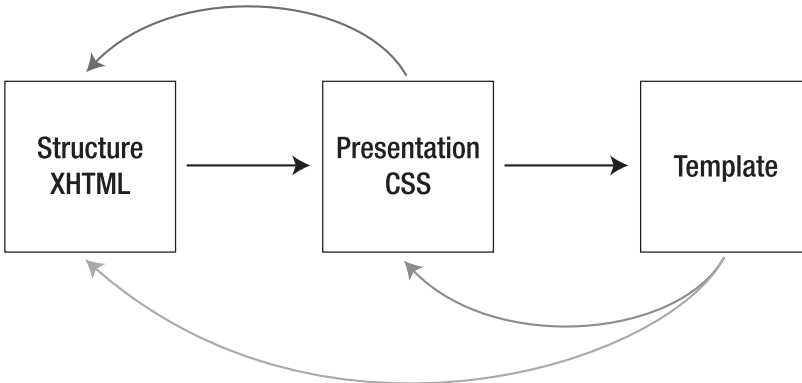 Structure
XHTML
Presentation
CSS
Template